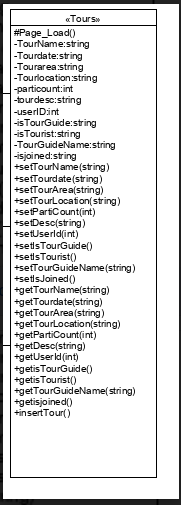 «Tours»
#Page_Load()
-TourName:string
-Tourdate:string
-Tourarea:string
-Tourlocation:string
-particount:int
-tourdesc:string
-userID:int
-isTourGuide:string
-isTourist:string
-TourGuideName:string
-isjoined:string
+setTourName(string)
+setTourdate(string)
+setTourArea(string)
+setTourLocation(string)
+setPartiCount(int)
+setDesc(string)
+setUserId(int)
+setIsTourGuide()
+setIsTourist()
+setTourGuideName(string)
+setIsJoined()
+getTourName(string)
+getTourdate(string)
+getTourArea(string)
+getTourLocation(string)
+getPartiCount(int)
+getDesc(string)
+getUserId(int)
+getisTourGuide()
+getisTourist()
+getTourGuideName(string)
+getisjoined()
+insertTour()